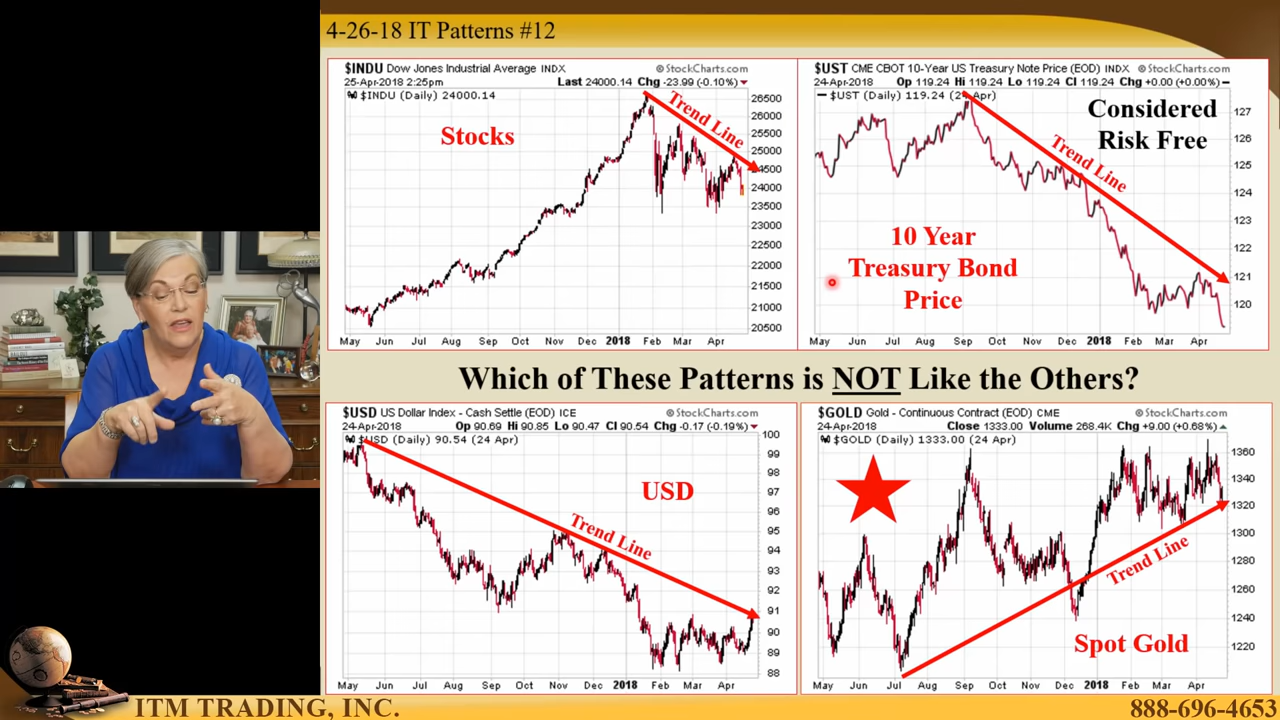 4-26-18 IT Patterns #12
$INDU Dow Jones Industrial Average INDX
© StockCharts.com
25-Apr-2018 2:25pm
Last 24000.14 Chg -23.99 (-0.10%)
$INDU (Daily) 24000.14
Stocks
Trend Line
26500
26000
25500
25000
24500
24000
23500
23000
22500
22000
21500
21000
20500
May Jun Jul Aug Sep Oct Nov Dec 2018 Feb Mar Apr
$UST CME CBOT 10-Year US Treasury Note Price (EOD) INDX
© StockCharts.com
24-Apr-2018
Op 119.24 Hi 119.24 Lo 119.24 Cl 119.24 Chg +0.00 (+0.00%)
$UST (Daily) 119.24 (24 Apr)
Considered
Risk Free
Trend Line
10 Year
Treasury Bond
Price
127
126
125
124
123
122
121
120
May Jun Jul Aug Sep Oct Nov Dec 2018 Feb Mar Apr
Which of These Patterns is NOT Like the Others?
$USD US Dollar Index - Cash Settle (EOD) ICE
© StockCharts.com
24-Apr-2018
Op 90.69 Hi 90.85 Lo 90.47 Cl 90.54 Chg -0.17 (-0.19%)
$USD (Daily) 90.54 (24 Apr)
USD
Trend Line
100
99
98
97
96
95
94
93
92
91
90
89
88
May Jun Jul Aug Sep Oct Nov Dec 2018 Feb Mar Apr
$GOLD Gold - Continuous Contract (EOD) CME
© StockCharts.com
24-Apr-2018
Close 1333.00 Volume 268.4K Chg +9.00 (+0.68%)
$GOLD (Daily) 1333.00 (24 Apr)
Trend Line
Spot Gold
1360
1340
1320
1300
1280
1260
1240
1220
May Jun Jul Aug Sep Oct Nov Dec 2018 Feb Mar Apr
ITM TRADING, INC.
888-696-4653